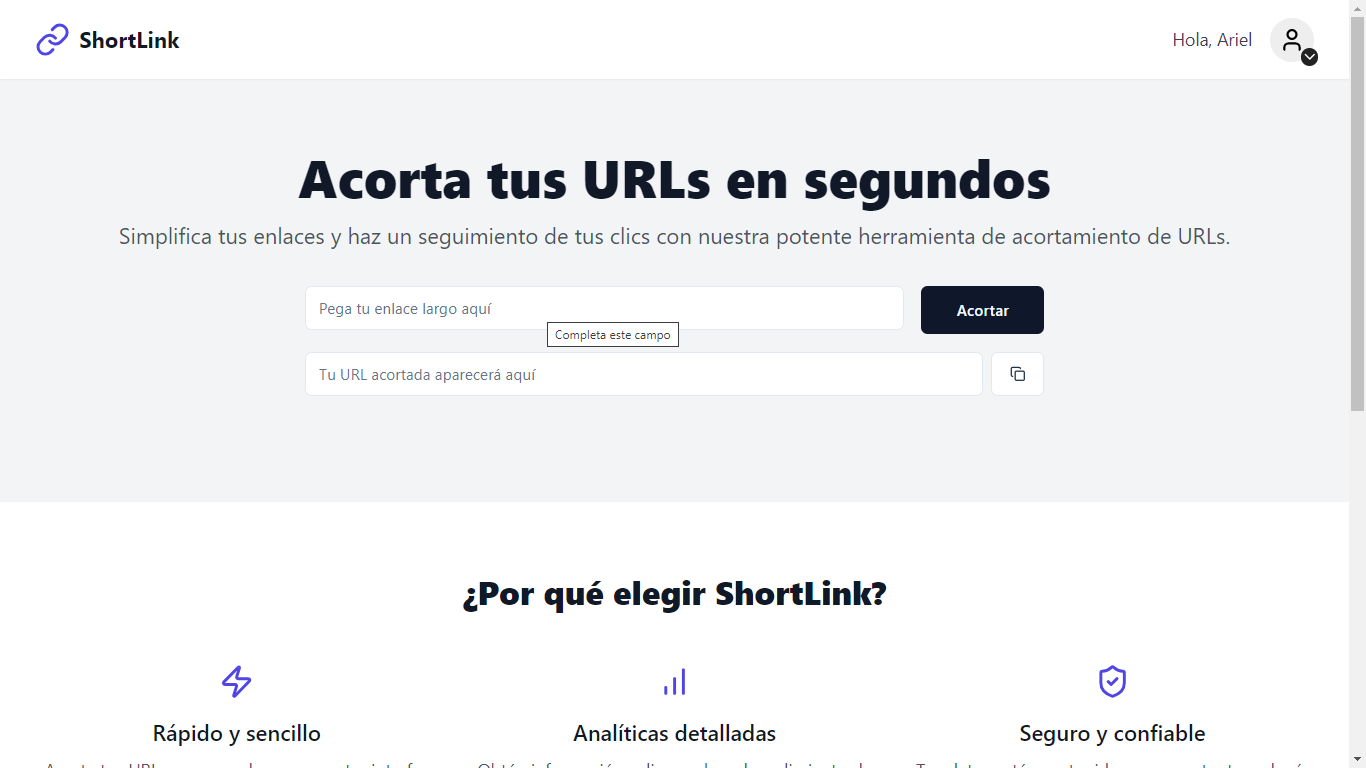 ShortLink
Hola, Ariel
Acorta tus URLs en segundos
Simplifica tus enlaces y haz un seguimiento de tus clics con nuestra potente herramienta de acortamiento de URLs.
Pega tu enlace largo aquí
Acortar
Completa este campo
Tu URL acortada aparecerá aquí
¿Por qué elegir ShortLink?
Rápido y sencillo
Analíticas detalladas
Seguro y confiable